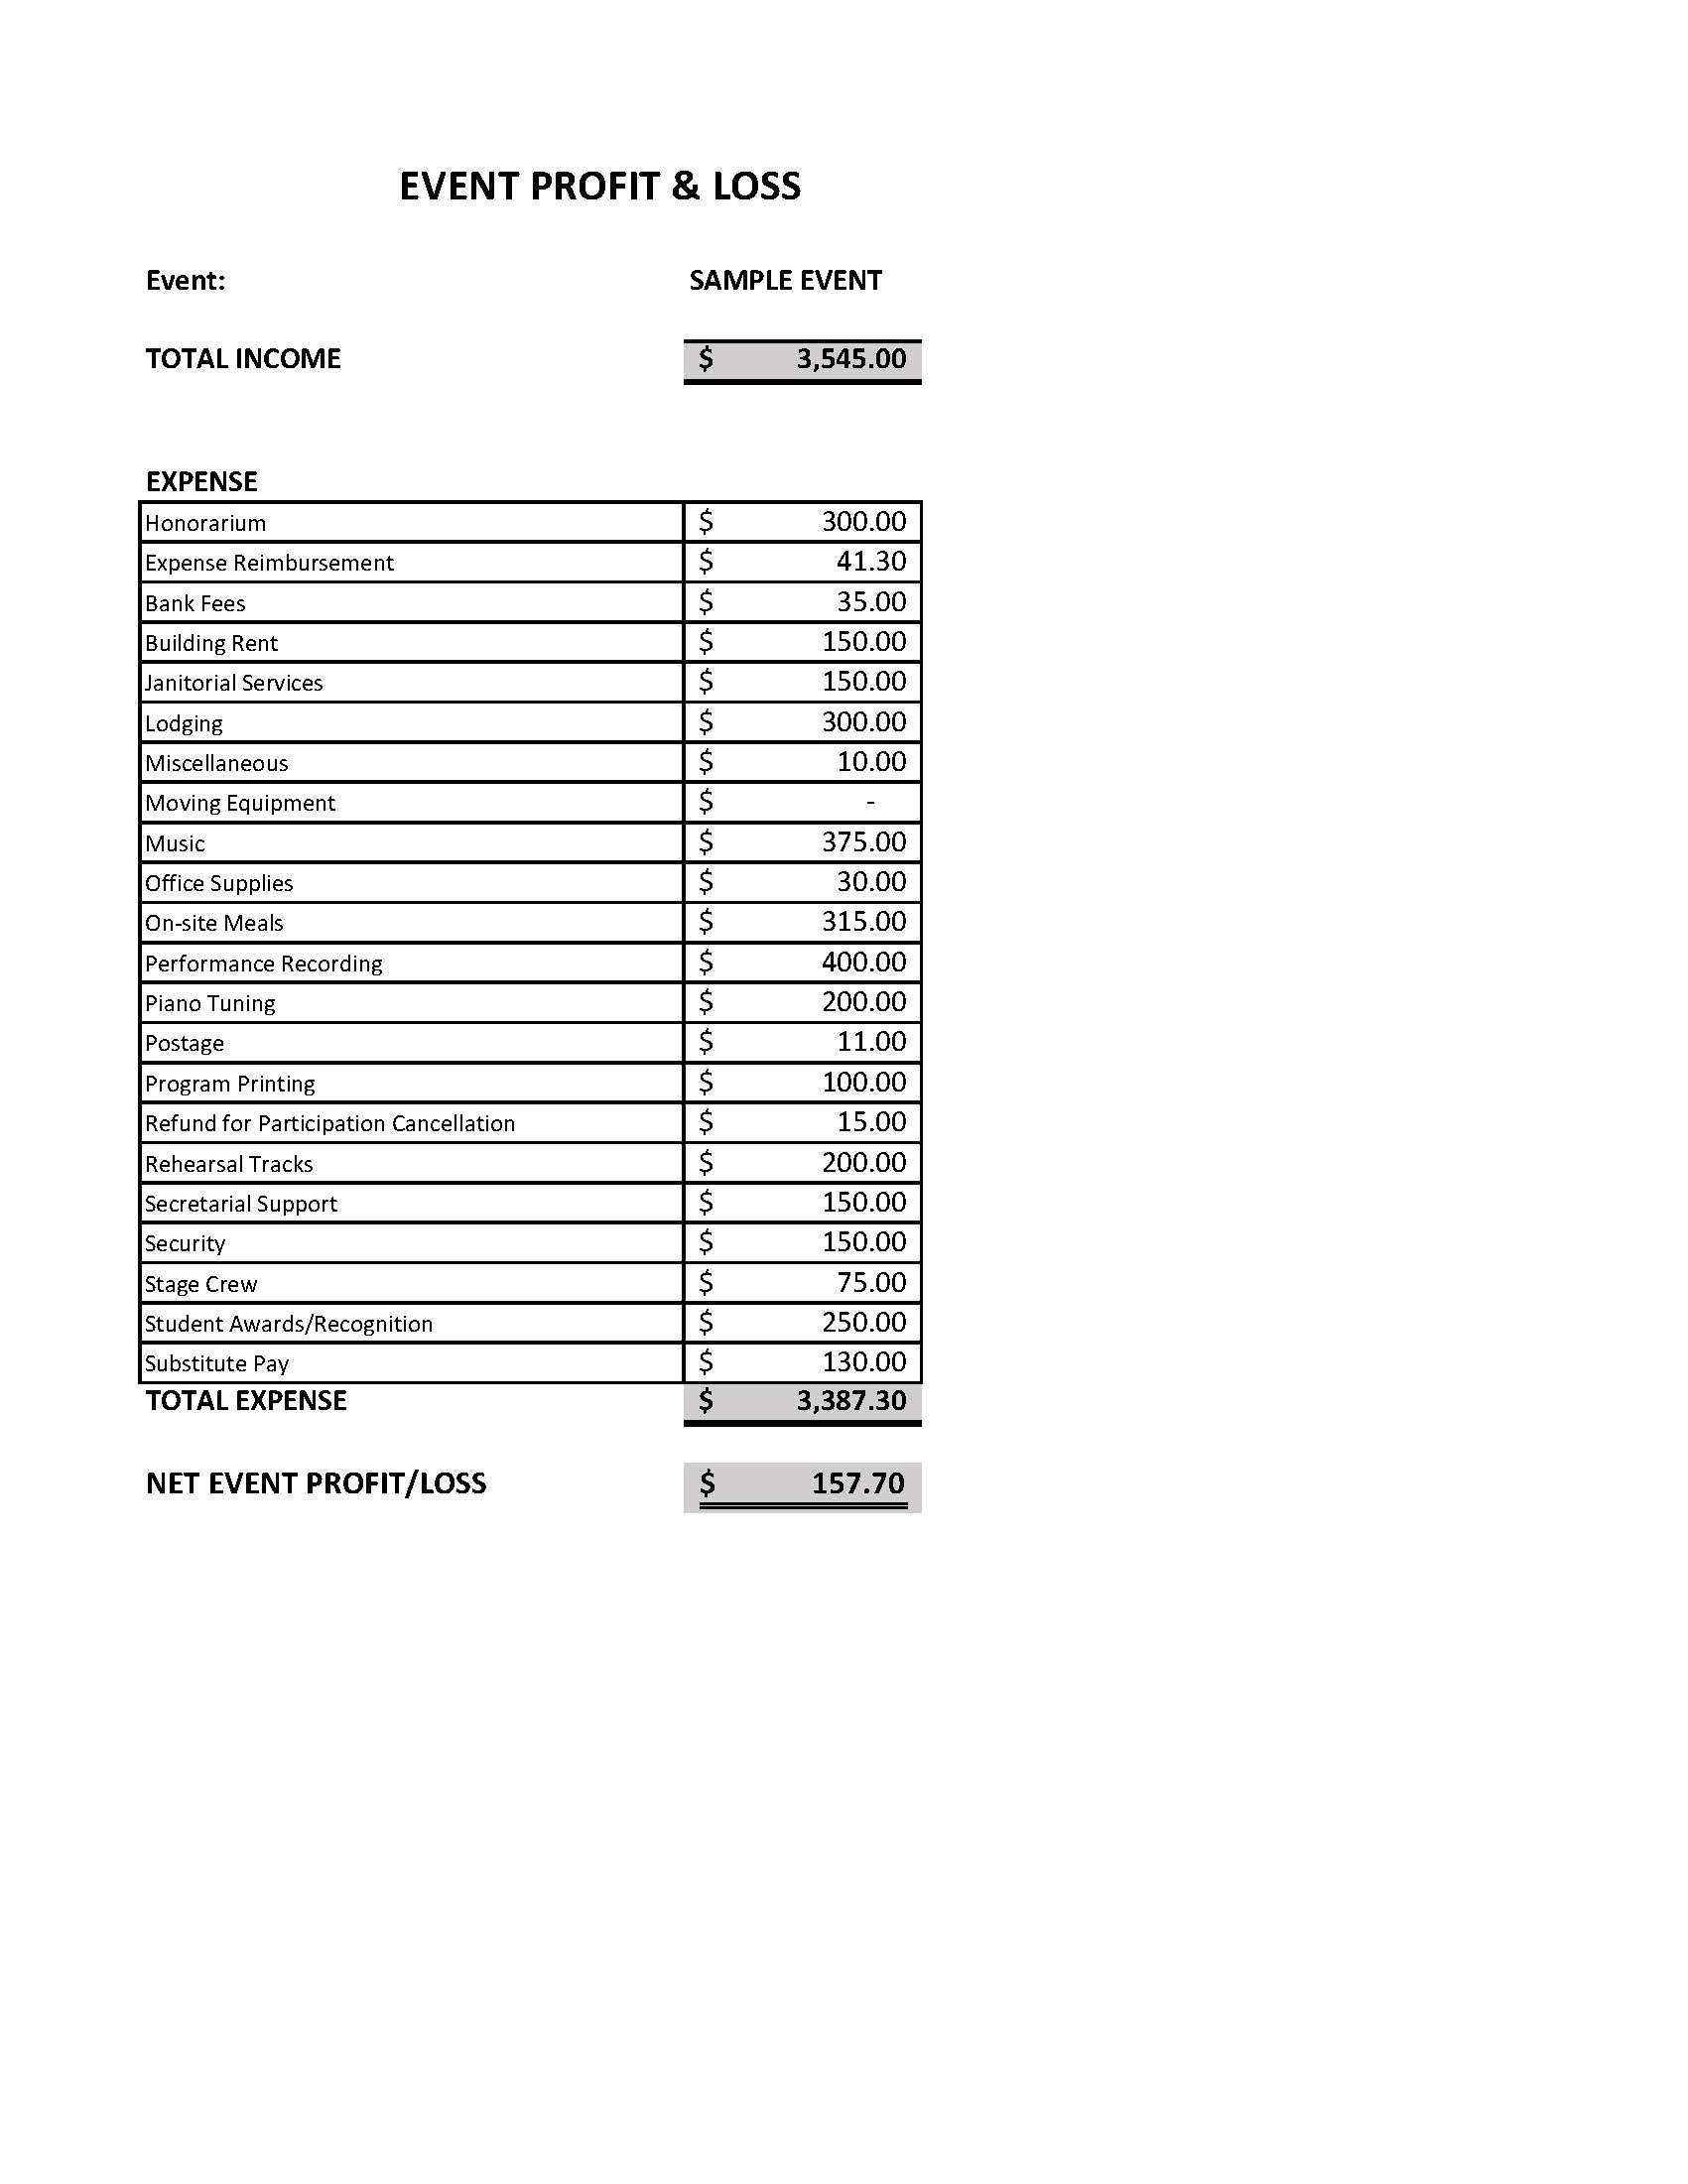 EVENT PROFIT & LOSS
Event: SAMPLE EVENT
TOTAL INCOME $ 3,545.00
EXPENSE
Honorarium $ 300.00
Expense Reimbursement $ 41.30
Bank Fees $ 35.00
Building Rent $ 150.00
Janitorial Services $ 150.00
Lodging $ 300.00
Miscellaneous $ 10.00
Moving Equipment $ -
Music $ 375.00
Office Supplies $ 30.00
On-site Meals $ 315.00
Performance Recording $ 400.00
Piano Tuning $ 200.00
Postage $ 11.00
Program Printing $ 100.00
Refund for Participation Cancellation $ 15.00
Rehearsal Tracks $ 200.00
Secretarial Support $ 150.00
Security $ 150.00
Stage Crew $ 75.00
Student Awards/Recognition $ 250.00
Substitute Pay $ 130.00
TOTAL EXPENSE $ 3,387.30
NET EVENT PROFIT/LOSS $ 157.70